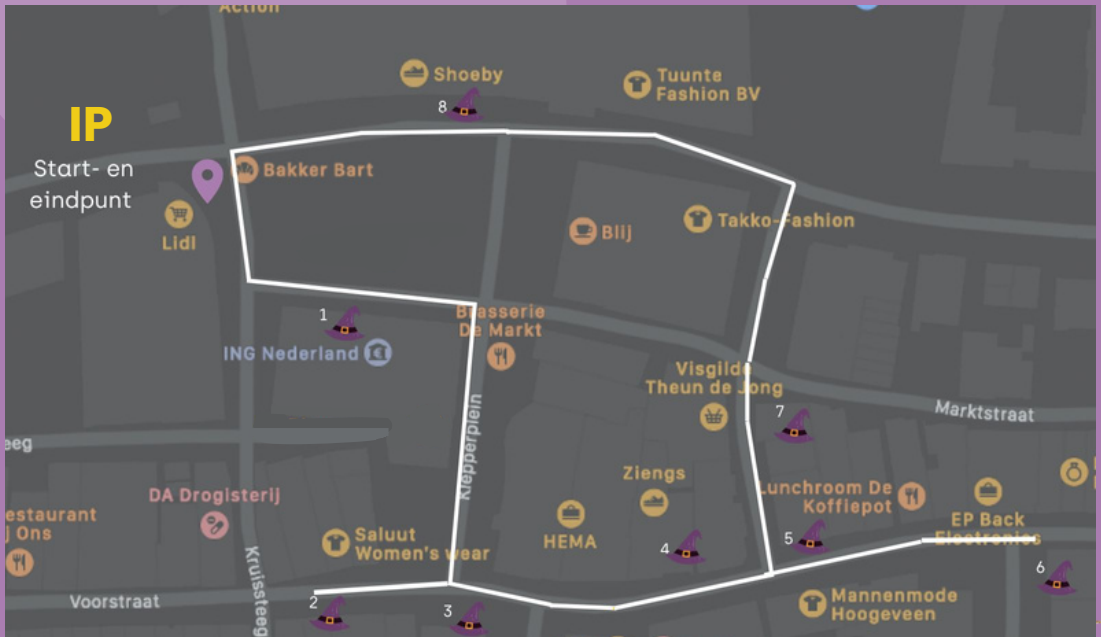 Action
Shoeby
Tuunte
Fashion BV
8
IP
Start- en
eindpunt
Bakker Bart
Lidl
Blij
Takko-Fashion
1
Brasserie
De Markt
ING Nederland
Visgilde
Theun de Jong
Marktstraat
7
Klepperplein
eeg
Ziengs
DA Drogisterij
Lunchroom De
Koffiepot
estaurant
j Ons
Saluut
Women's wear
HEMA
4
5
EP Back
Electronics
6
Kruissteeg
Voorstraat
2
3
Mannenmode
Hoogeveen